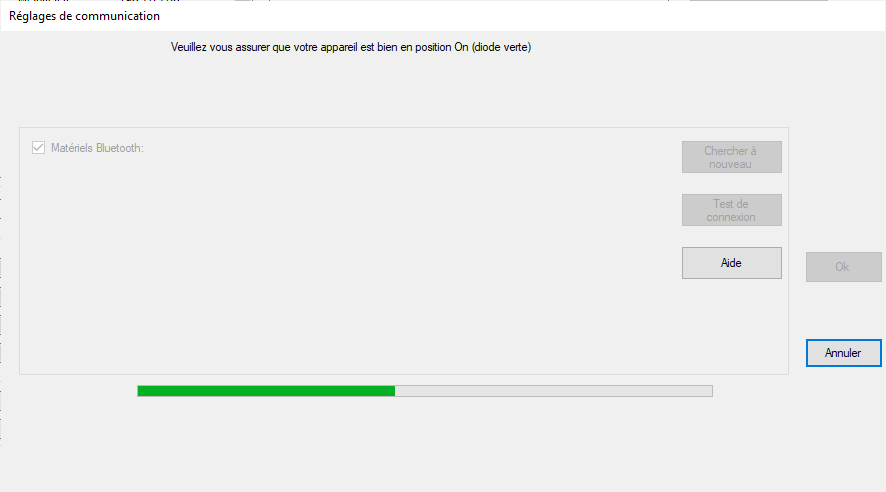 Réglages de communication
Veuillez vous assurer que votre appareil est bien en position On (diode verte)
Matériels Bluetooth:
Chercher à
nouveau
Test de
connexion
Aide
Ok
Annuler